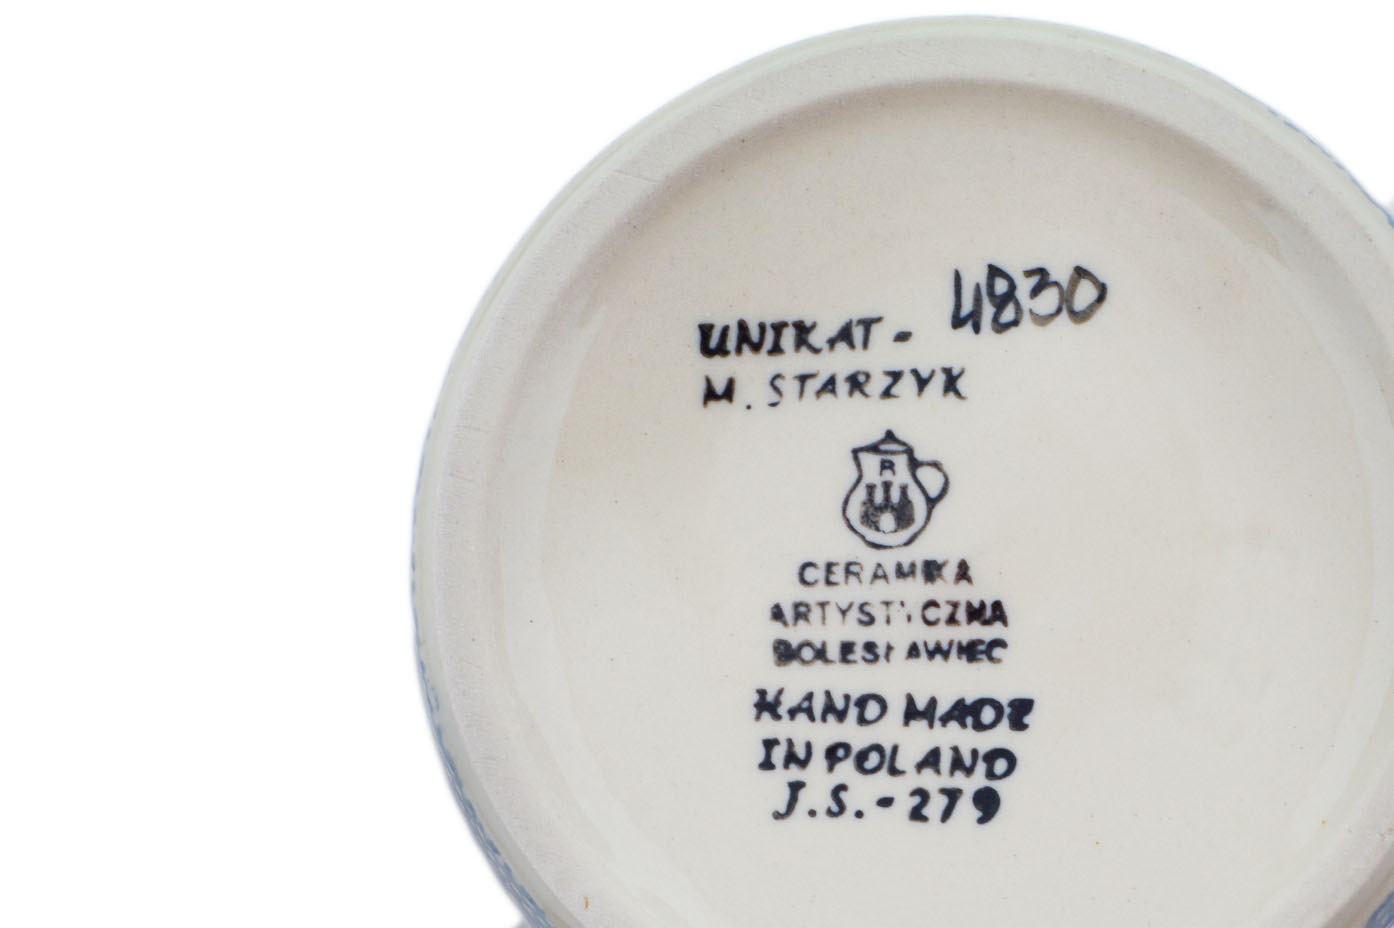 UNIKAT - 4830
M. STARZYK
R
CERAMIKA
ARTYSTYCZNA
BOLESŁAWIEC
HAND MADE
IN POLAND
J.S.-279